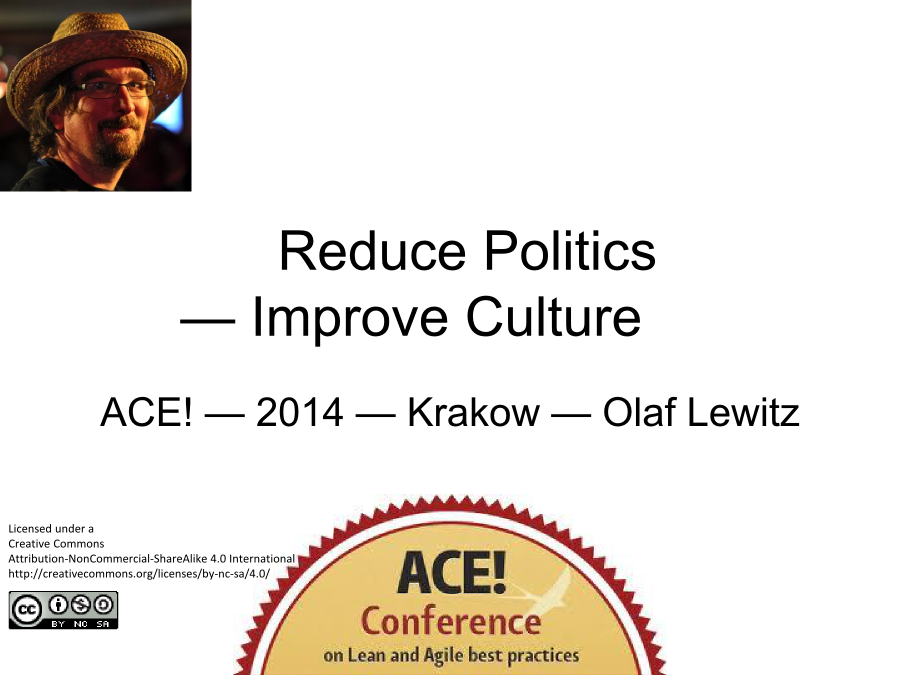 Reduce Politics
— Improve Culture
ACE! — 2014 — Krakow — Olaf Lewitz
Licensed under a
Creative Commons
Attribution-NonCommercial-ShareAlike 4.0 International
http://creativecommons.org/licenses/by-nc-sa/4.0/
cc
BY NC SA
ACE!
Conference
on Lean and Agile best practices